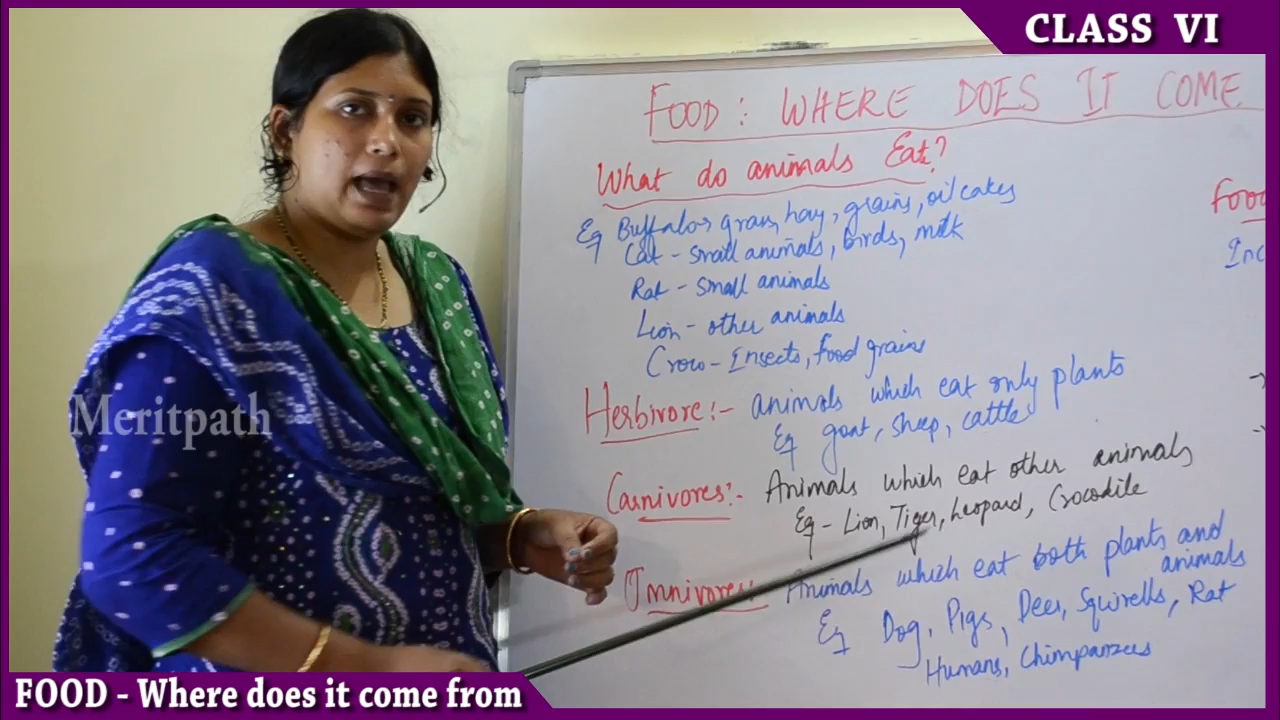 CLASS VI
FOOD : WHERE DOES IT COME
What do animals Eat?
Eg Buffalos grass, hay, grains, oil cakes
Cat - small animals, birds, milk
Rat - small animals
Lion - other animals
Crow - Insects, food grains
Herbivore :- animals which eat only plants
Eg goat, sheep, cattle
Carnivores :- Animals which eat other animals
Eg - Lion, Tiger, Leopard, Crocodile
Omnivores :- Animals which eat both plants and
animals
Eg Dog, Pigs, Deer, Squirells, Rat
Humans, Chimpanzees
Food
Inc
Meritpath
FOOD - Where does it come from